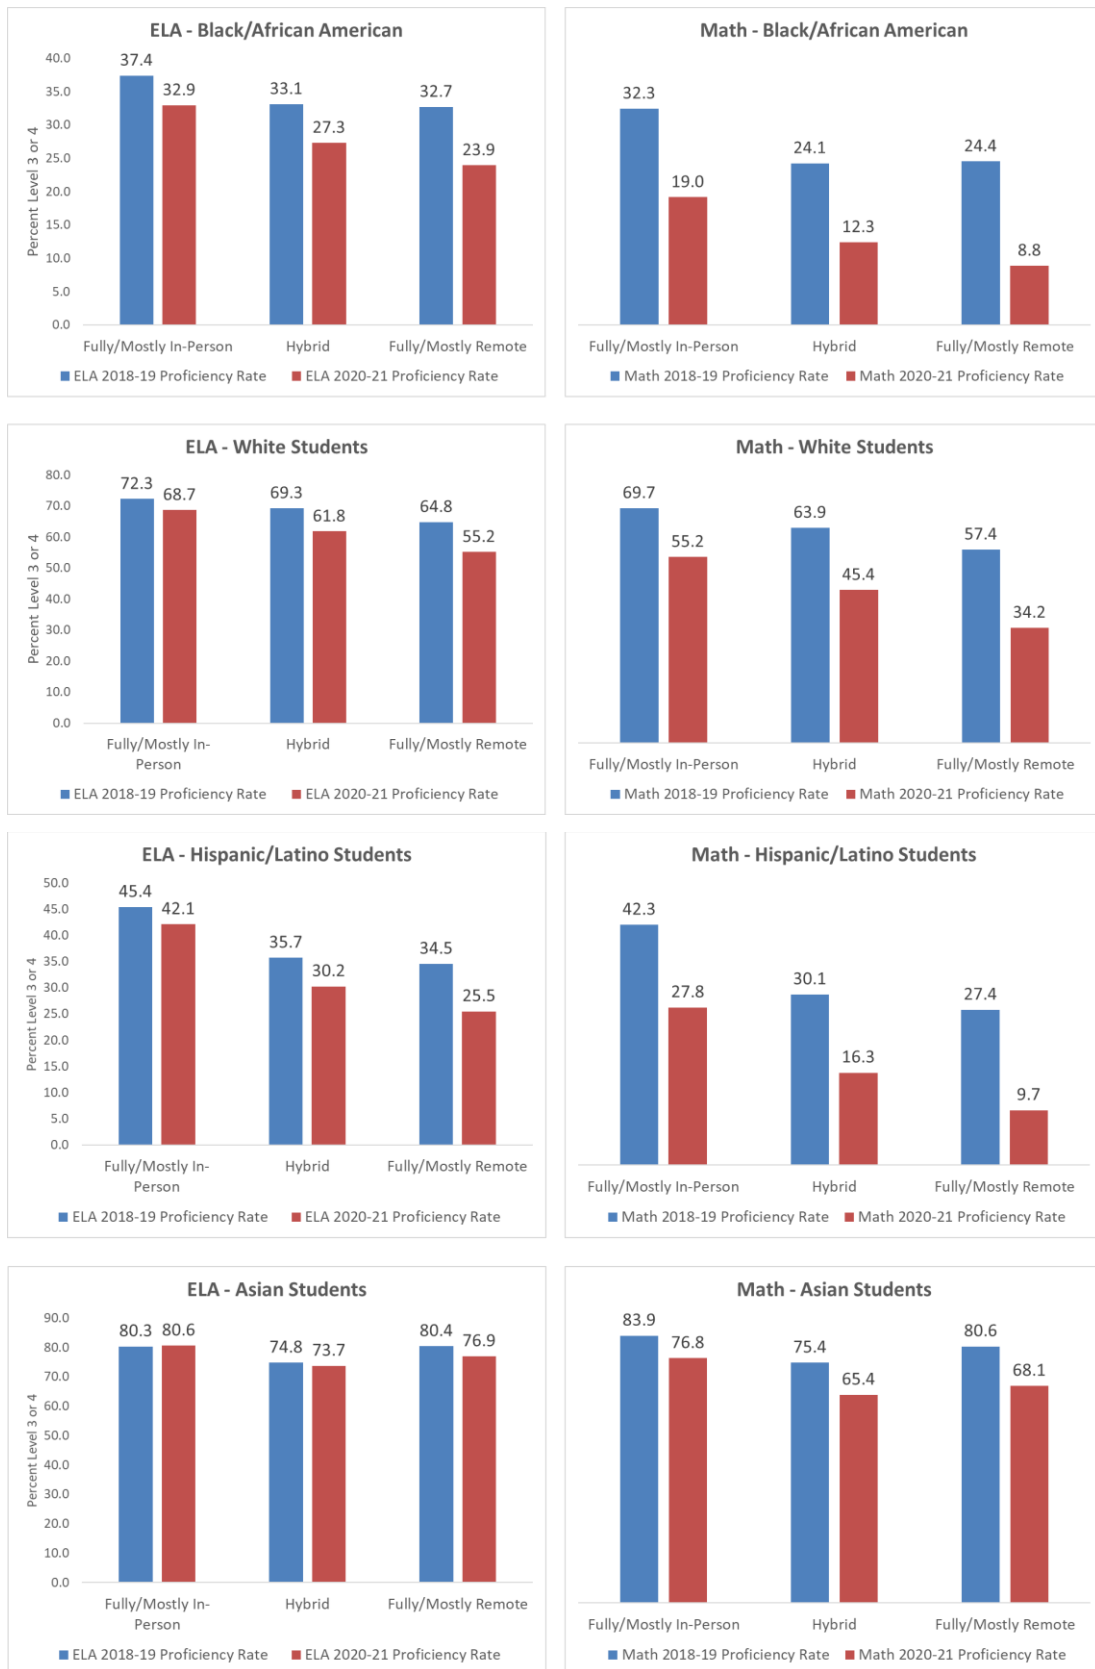 ELA - Black/African American
40.0
35.0
30.0
25.0
20.0
15.0
10.0
5.0
0.0
Percent Level 3 or 4
37.4
32.9
33.1
27.3
32.7
23.9
Fully/Mostly In-Person
Hybrid
Fully/Mostly Remote
ELA 2018-19 Proficiency Rate
ELA 2020-21 Proficiency Rate
Math - Black/African American
32.3
19.0
24.1
12.3
24.4
8.8
Fully/Mostly In-Person
Hybrid
Fully/Mostly Remote
Math 2018-19 Proficiency Rate
Math 2020-21 Proficiency Rate
ELA - White Students
80.0
70.0
60.0
50.0
40.0
30.0
20.0
10.0
0.0
Percent Level 3 or 4
72.3
68.7
69.3
61.8
64.8
55.2
Fully/Mostly In-
Person
Hybrid
Fully/Mostly Remote
ELA 2018-19 Proficiency Rate
ELA 2020-21 Proficiency Rate
Math - White Students
69.7
55.2
63.9
45.4
57.4
34.2
Fully/Mostly In-Person
Hybrid
Fully/Mostly Remote
Math 2018-19 Proficiency Rate
Math 2020-21 Proficiency Rate
ELA - Hispanic/Latino Students
50.0
45.0
40.0
35.0
30.0
25.0
20.0
15.0
10.0
5.0
0.0
Percent Level 3 or 4
45.4
42.1
35.7
30.2
34.5
25.5
Fully/Mostly In-
Person
Hybrid
Fully/Mostly Remote
ELA 2018-19 Proficiency Rate
ELA 2020-21 Proficiency Rate
Math - Hispanic/Latino Students
42.3
27.8
30.1
16.3
27.4
9.7
Fully/Mostly In-Person
Hybrid
Fully/Mostly Remote
Math 2018-19 Proficiency Rate
Math 2020-21 Proficiency Rate
ELA - Asian Students
90.0
80.0
70.0
60.0
50.0
40.0
30.0
20.0
10.0
0.0
Percent Level 3 or 4
80.3
80.6
74.8
73.7
80.4
76.9
Fully/Mostly In-
Person
Hybrid
Fully/Mostly Remote
ELA 2018-19 Proficiency Rate
ELA 2020-21 Proficiency Rate
Math - Asian Students
83.9
76.8
75.4
65.4
80.6
68.1
Fully/Mostly In-Person
Hybrid
Fully/Mostly Remote
Math 2018-19 Proficiency Rate
Math 2020-21 Proficiency Rate